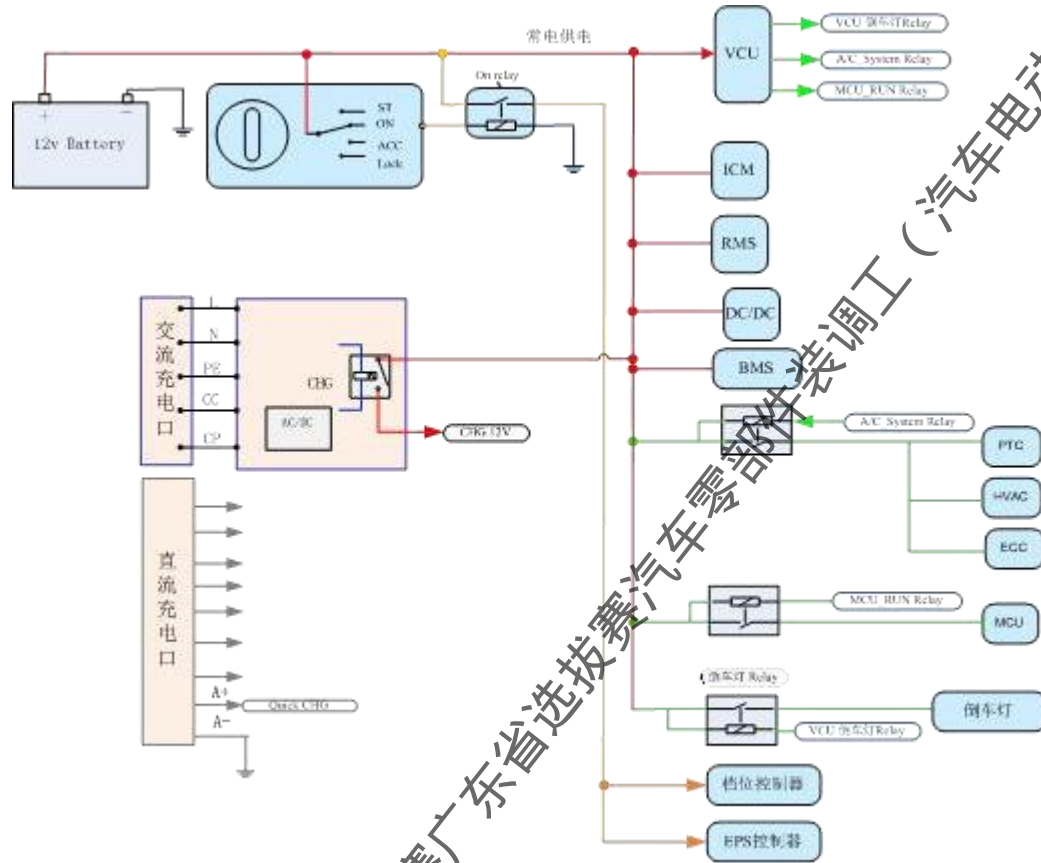 常电供电
VCU
VCU 倒车灯Relay
A/C_System Relay
MCU_RUN Relay
On relay
12v Battery
+
-
ST
ON
ACC
Lock
ICM
RMS
DC/DC
BMS
交流充电口
L
N
PE
CC
CP
CHG
AC/DC
CHG 12V
A/C_System Relay
PTC
HVAC
ECC
直流充电口
A+
A-
Quick CHG
MCU_RUN Relay
MCU
倒车灯 Relay
倒车灯
VCU 倒车灯Relay
档位控制器
EPS控制器
赛广东省选拔赛汽车零部件装调工（汽车电动